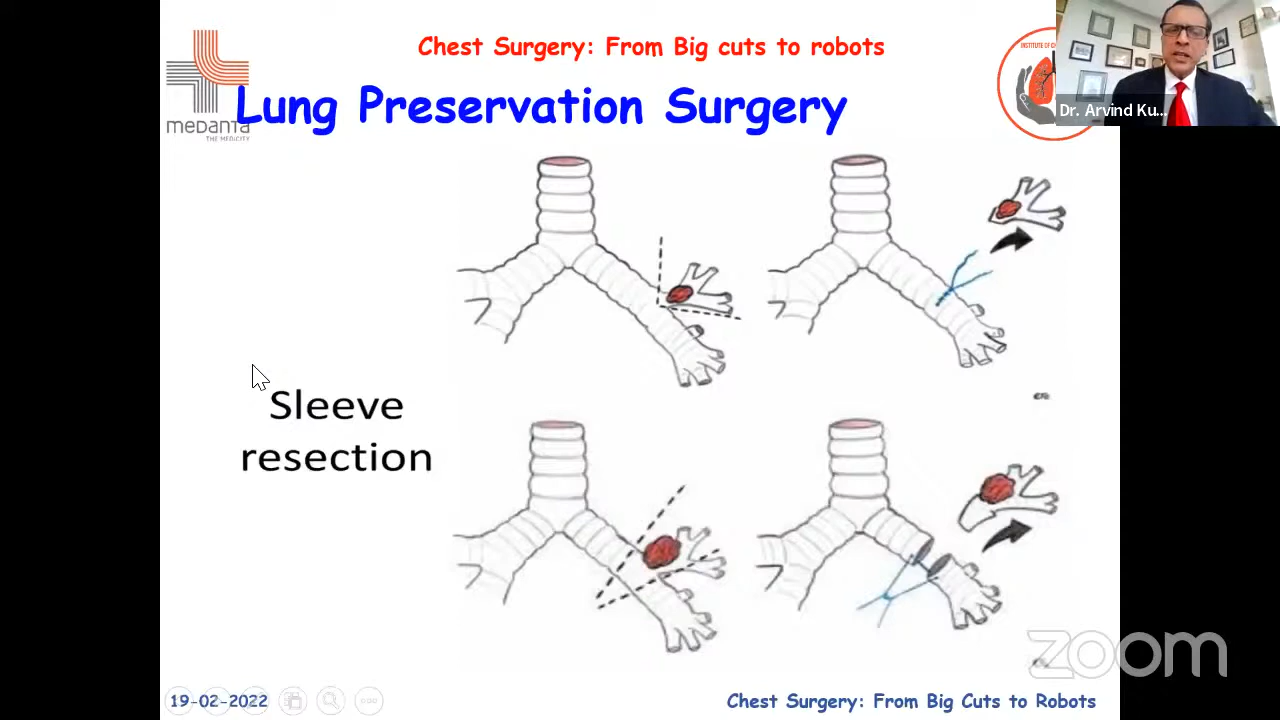 Chest Surgery: From Big cuts to robots
medanta
THE MEDICITY
Lung Preservation Surgery
Dr. Arvind Ku...
Sleeve
resection
zoom
19-02-2022
Chest Surgery: From Big Cuts to Robots